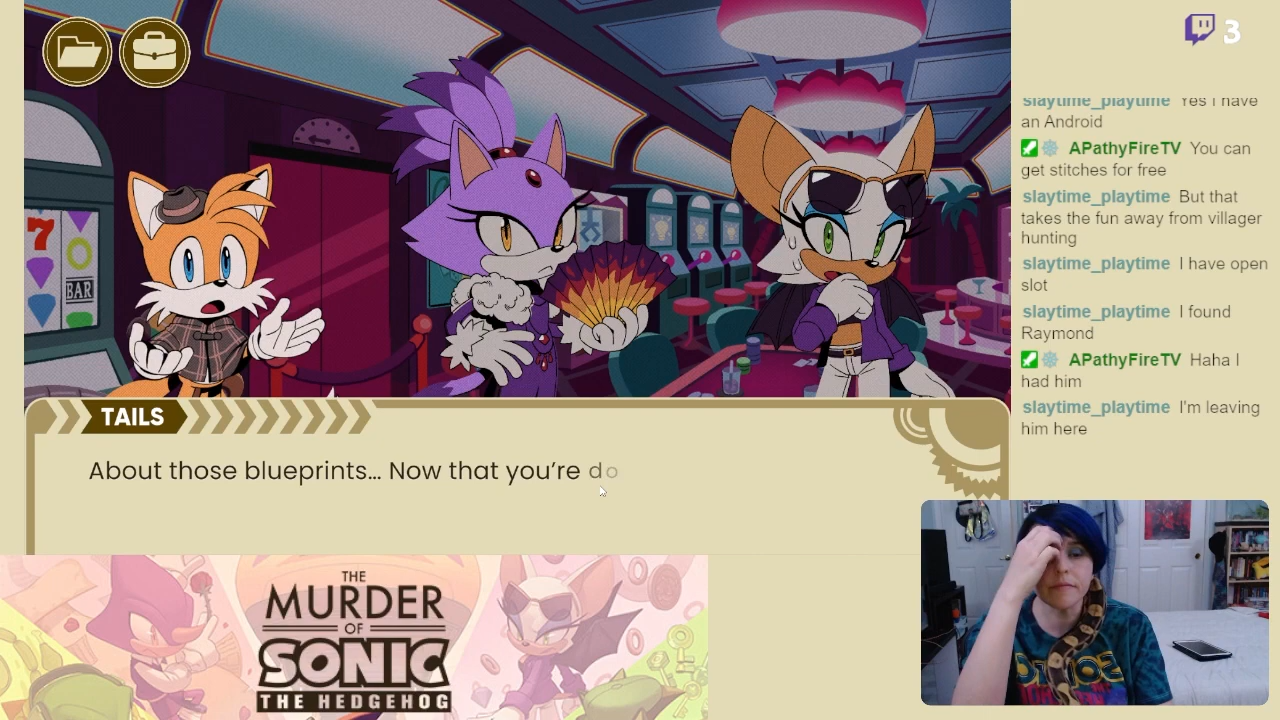 3
slaytime_playtime Yes I have
an Android
APathyFireTV You can
get stitches for free
slaytime_playtime But that
takes the fun away from villager
hunting
slaytime_playtime I have open
slot
slaytime_playtime I found
Raymond
APathyFireTV Haha I
had him
slaytime_playtime I'm leaving
him here
7
BAR
TAILS
About those blueprints... Now that you're do
THE
MURDER
OF
SONIC
THE HEDGEHOG